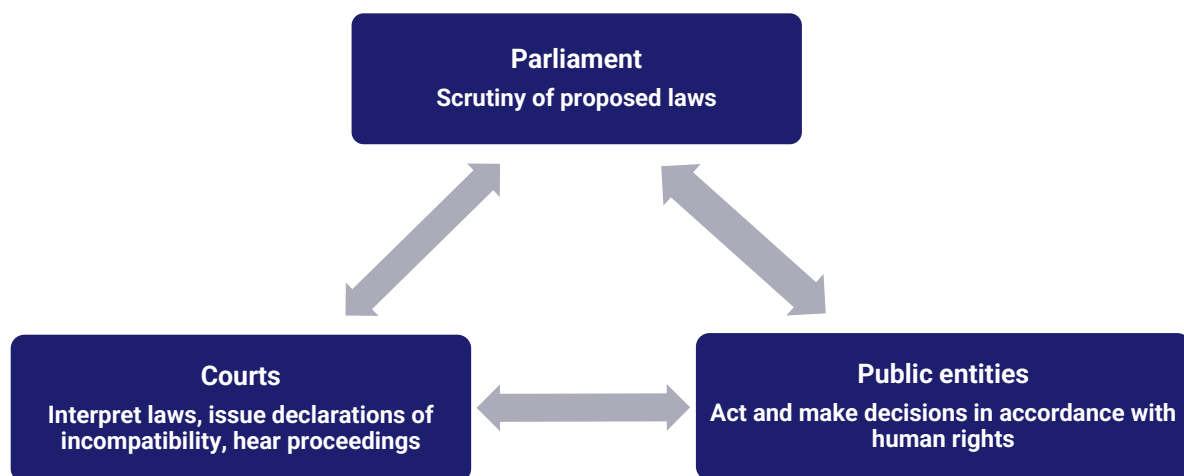 Parliament
Scrutiny of proposed laws
Courts
Interpret laws, issue declarations of
incompatibility, hear proceedings
Public entities
Act and make decisions in accordance with
human rights